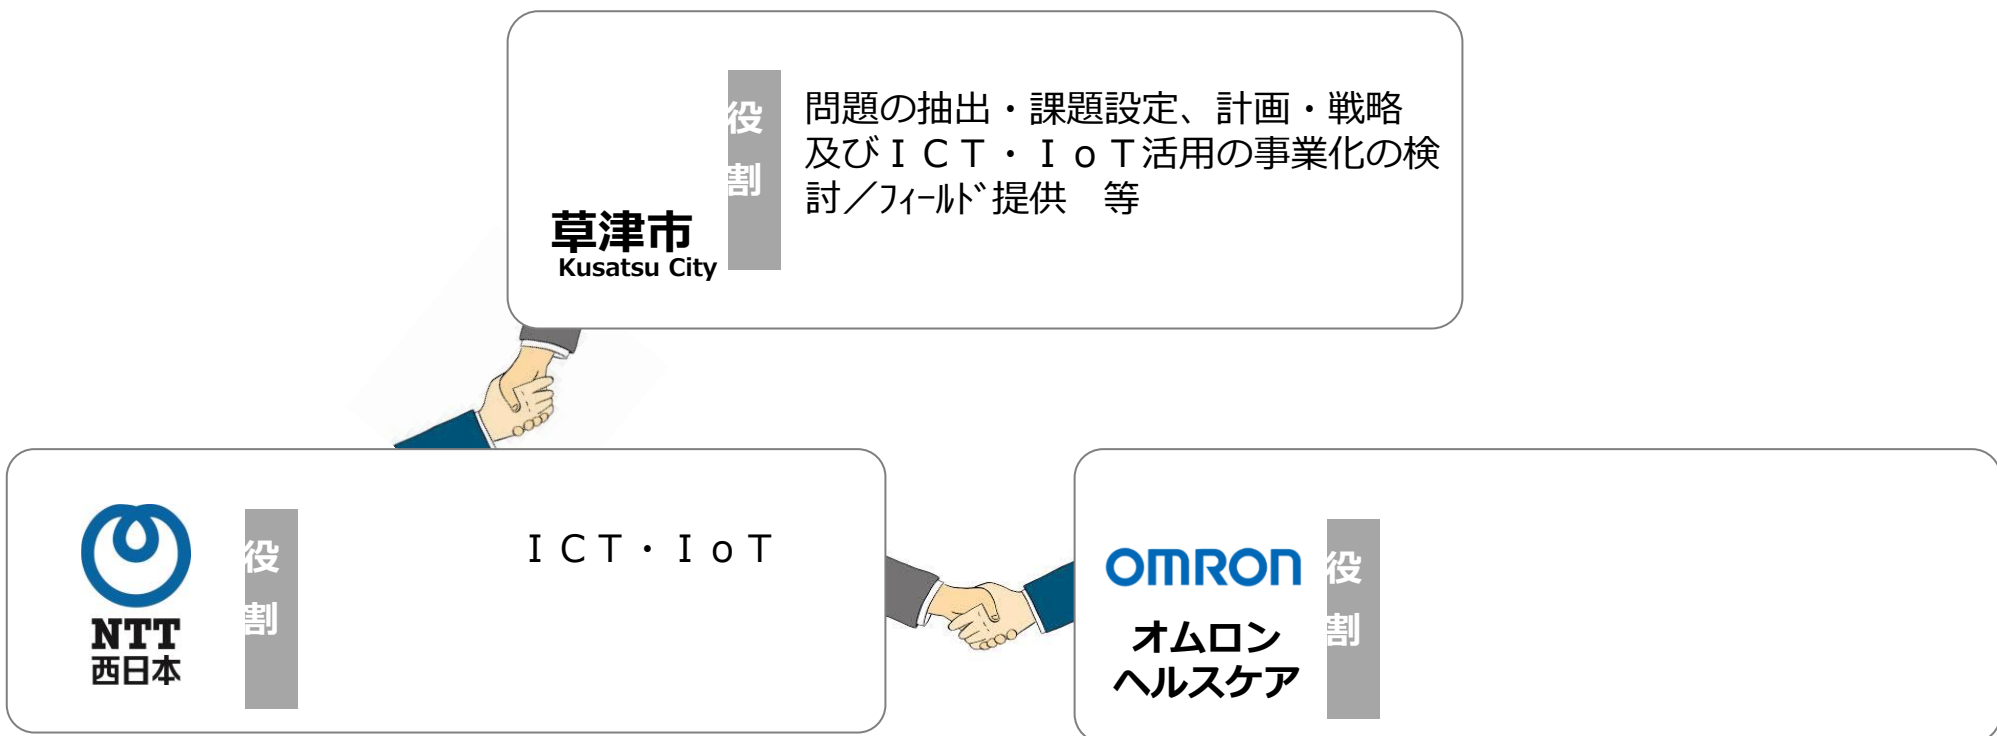 役
割
問題の抽出・課題設定、計画・戦略
及びＩＣＴ・ＩｏＴ活用の事業化の検
討／ﾌｨｰﾙﾄﾞ提供　等
草津市
Kusatsu City
NTT
西日本
役
割
ＩＣＴ・ＩｏＴ
OMRON
オムロン
ヘルスケア
役
割